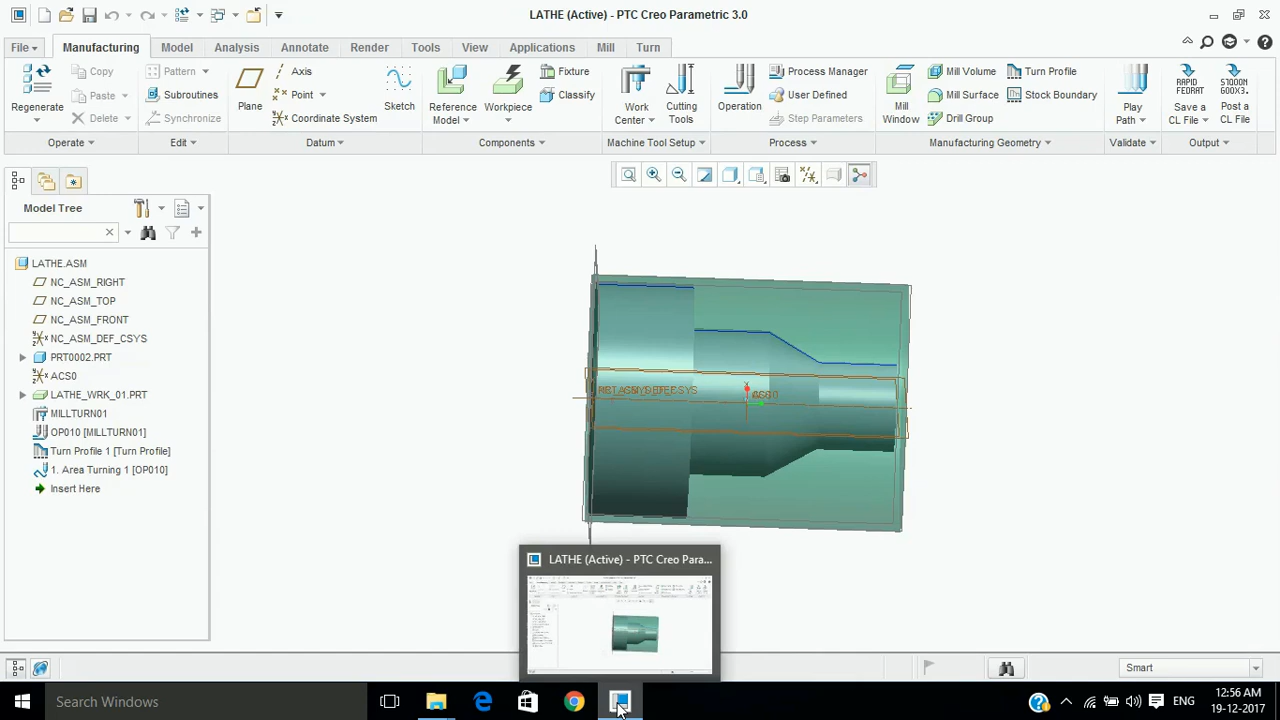 LATHE (Active) - PTC Creo Parametric 3.0
File Manufacturing Model Analysis Annotate Render Tools View Applications Mill Turn
Regenerate
Copy
Paste
Delete
Operate
Pattern
Subroutines
Synchronize
Edit
Plane
Axis
Point
Coordinate System
Sketch
Datum
Reference Model
Workpiece
Fixture
Classify
Components
Work Center
Cutting Tools
Machine Tool Setup
Operation
Process Manager
User Defined
Step Parameters
Process
Mill Window
Mill Volume
Mill Surface
Drill Group
Turn Profile
Stock Boundary
Manufacturing Geometry
Play Path
Validate
RAPID
FEDRAT
Save a CL File
5TO00M
600X3.
Post a CL File
Output
Model Tree
LATHE.ASM
NC_ASM_RIGHT
NC_ASM_TOP
NC_ASM_FRONT
NC_ASM_DEF_CSYS
PRT0002.PRT
ACS0
LATHE_WRK_01.PRT
MILLTURN01
OP010 [MILLTURN01]
Turn Profile 1 [Turn Profile]
1. Area Turning 1 [OP010]
Insert Here
LATHE (Active) - PTC Creo Para...
Smart
Search Windows
ENG
12:56 AM
19-12-2017